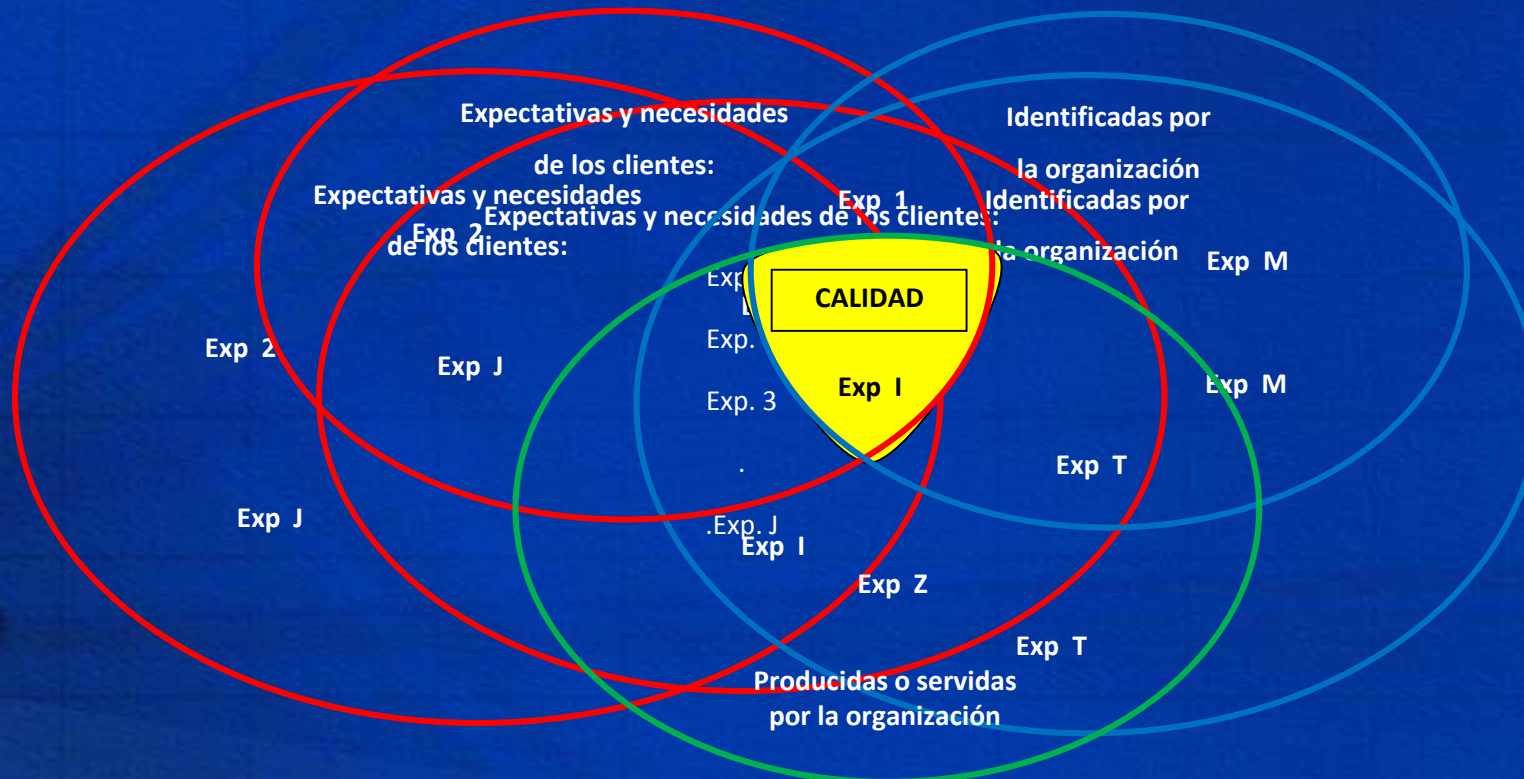 Expectativas y necesidades
de los clientes:
Identificadas por
la organización
Expectativas y necesidades
de los clientes:
Expectativas y necesidades de los clientes:
Exp 1
Identificadas por
la organización
Exp 2
Exp M
Exp
CALIDAD
Exp.
Exp 2
Exp J
Exp I
Exp M
Exp. 3
.
Exp T
Exp J
.Exp. J
Exp I
Exp Z
Exp T
Producidas o servidas
por la organización